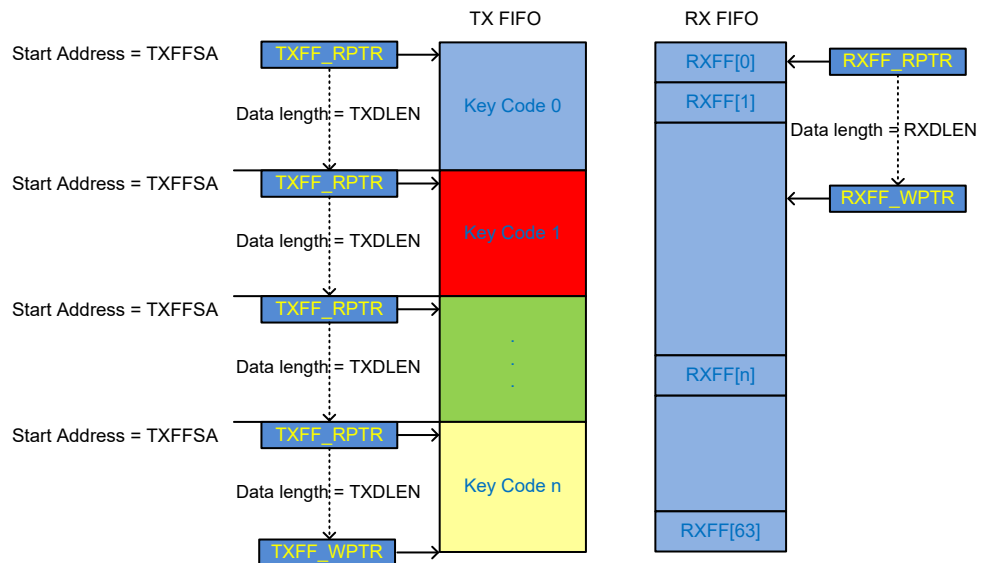 TX FIFO
RX FIFO
Start Address = TXFFSA
TXFF_RPTR
Key Code 0
RXFF[0]
RXFF_RPTR
RXFF[1]
Data length = TXDLEN
Data length = RXDLEN
Start Address = TXFFSA
TXFF_RPTR
RXFF_WPTR
Data length = TXDLEN
Key Code 1
Start Address = TXFFSA
TXFF_RPTR
.
.
.
Data length = TXDLEN
RXFF[n]
Start Address = TXFFSA
TXFF_RPTR
Data length = TXDLEN
Key Code n
RXFF[63]
TXFF_WPTR